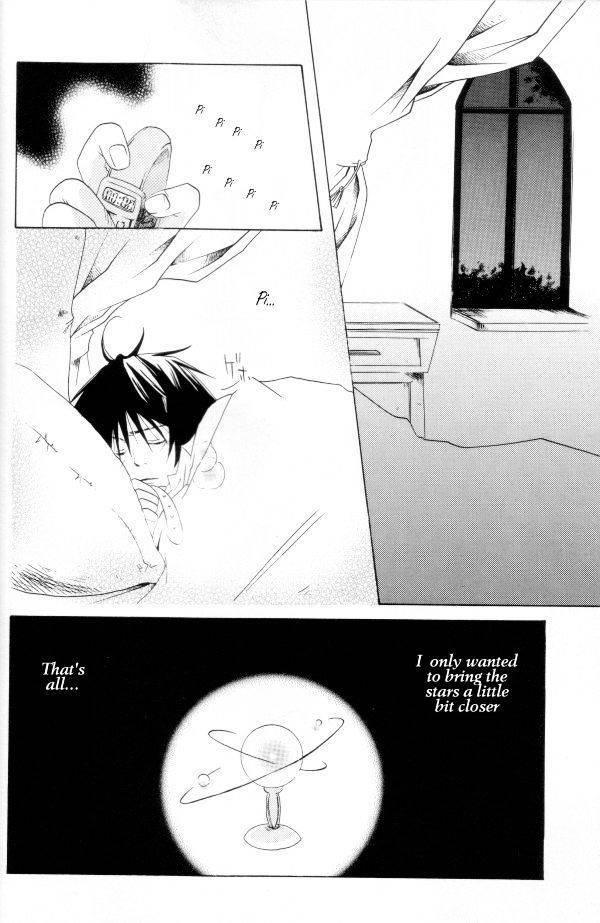 Pi
Pi
Pi
Pi
Pi
Pi
Pi
Pi
Pi...
I only wanted
to bring the
stars a little
bit closer
That's
all...